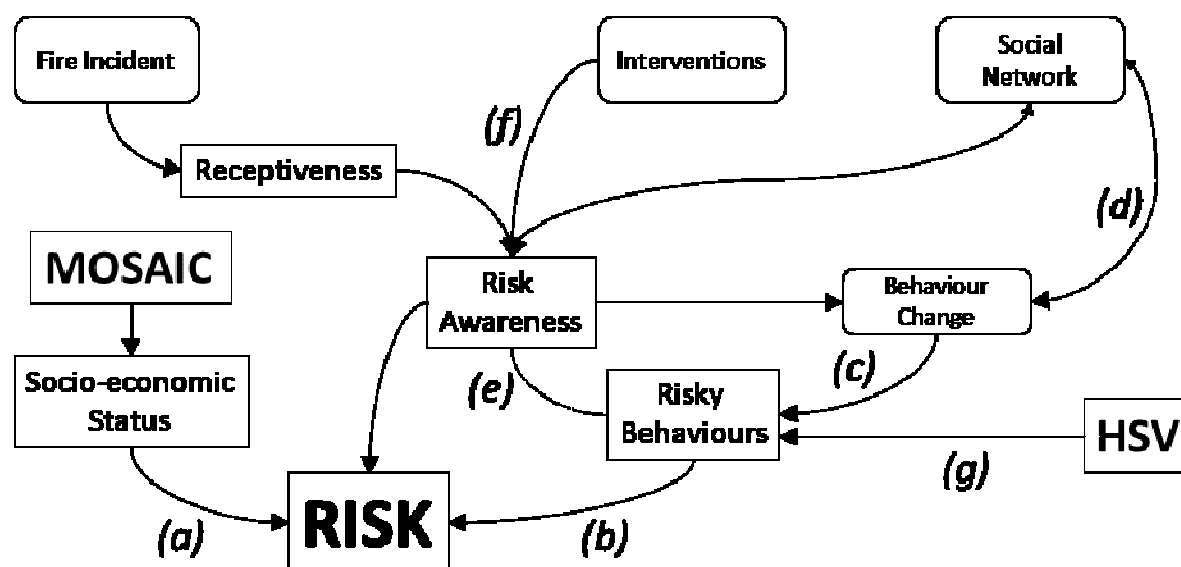 Fire Incident
Interventions
Social
Network
(f)
Receptiveness
(d)
MOSAIC
Risk
Awareness
Behaviour
Change
Socio-economic
Status
(e)
(c)
Risky
Behaviours
HSV
(g)
RISK
(a)
(b)